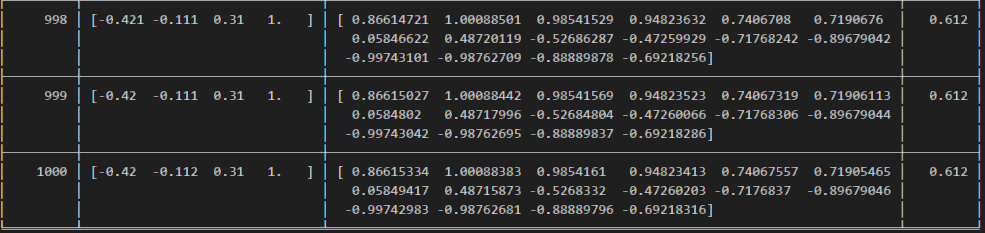 998 [-0.421 -0.111 0.31 1. ] [ 0.86614721 1.00088501 0.98541529 0.94823632 0.7406708 0.7190676 0.612
0.05846622 0.48720119 -0.52686287 -0.47259929 -0.71768242 -0.89679042
-0.99743101 -0.98762709 -0.88889878 -0.69218256]
999 [-0.42 -0.111 0.31 1. ] [ 0.86615027 1.00088442 0.98541569 0.94823523 0.74067319 0.71906113 0.612
0.0584802 0.48717996 -0.52684804 -0.47260066 -0.71768306 -0.89679044
-0.99743042 -0.98762695 -0.88889837 -0.69218286]
1000 [-0.42 -0.112 0.31 1. ] [ 0.86615334 1.00088383 0.9854161 0.94823413 0.74067557 0.71905465 0.612
0.05849417 0.48715873 -0.5268332 -0.47260203 -0.7176837 -0.89679046
-0.99742983 -0.98762681 -0.88889796 -0.69218316]